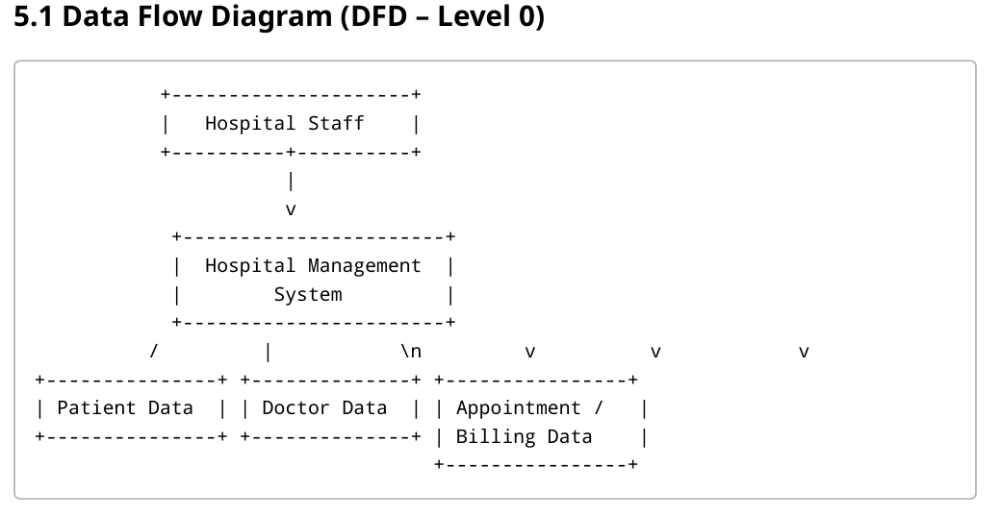 5.1 Data Flow Diagram (DFD – Level 0)
           +---------------------+
           |   Hospital Staff    |
           +----------+----------+
                      |
                      v
            +-----------------------+
            |  Hospital Management  |
            |        System         |
            +-----------------------+
          /         |           \n         v          v            v
+---------------+ +--------------+ +----------------+
| Patient Data  | | Doctor Data  | | Appointment /   |
+---------------+ +--------------+ | Billing Data    |
                                   +----------------+